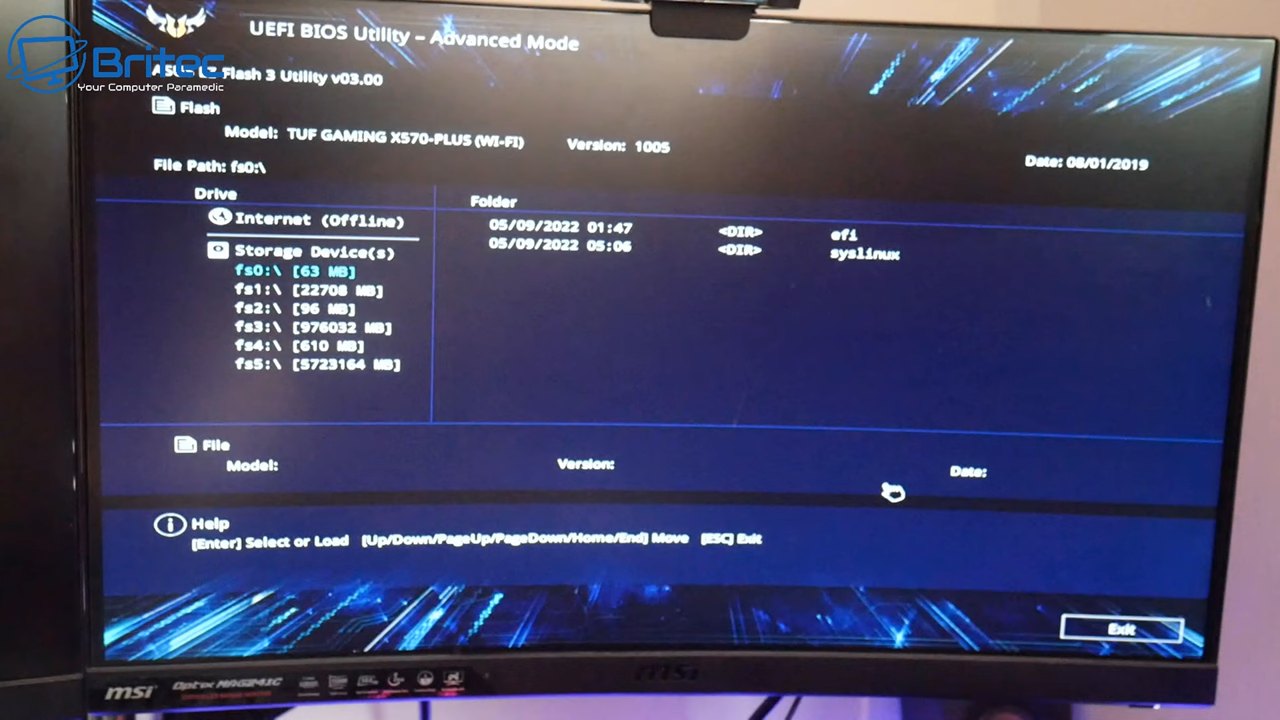 UEFI BIOS Utility – Advanced Mode
Britec
Your Computer Paramedic
ASUS EZ Flash 3 Utility v03.00
Flash
Model: TUF GAMING X570-PLUS (WI-FI) Version: 1005 Date: 08/01/2019
File Path: fs0:\
Drive Folder
Internet (Offline) 05/09/2022 01:47 <DIR> efi
05/09/2022 05:06 <DIR> syslinux
Storage Device(s)
fs0:\ [63 MB]
fs1:\ [22708 MB]
fs2:\ [96 MB]
fs3:\ [976032 MB]
fs4:\ [610 MB]
fs5:\ [5723164 MB]
File
Model: Version: Date:
Help
[Enter] Select or Load [Up/Down/PageUp/PageDown/Home/End] Move [ESC] Exit
Exit
msi Optix MAG241C msi